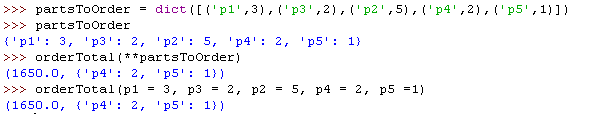 >>> partsToOrder = dict([('p1',3),('p3',2),('p2',5),('p4',2),('p5',1)])
>>> partsToOrder
{'p1': 3, 'p3': 2, 'p2': 5, 'p4': 2, 'p5': 1}
>>> orderTotal(**partsToOrder)
(1650.0, {'p4': 2, 'p5': 1})
>>> orderTotal(p1 = 3, p3 = 2, p2 = 5, p4 = 2, p5 =1)
(1650.0, {'p4': 2, 'p5': 1})